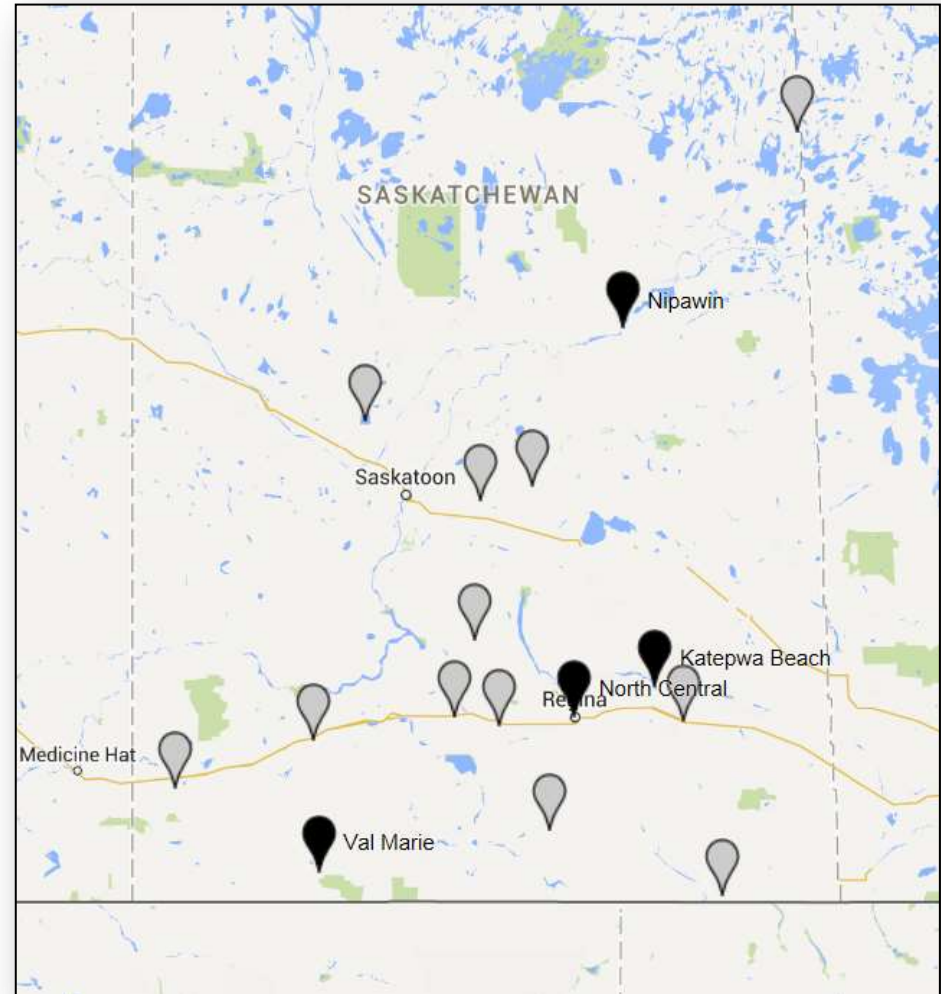 SASKATCHEWAN
Nipawin
Saskatoon
Katepwa Beach
North Central
Regina
Medicine Hat
Val Marie